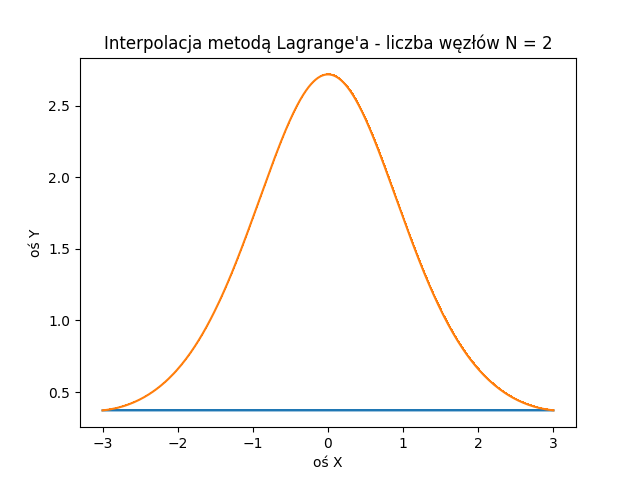 Interpolacja metodą Lagrange'a - liczba węzłów N = 2
oś Y
2.5
2.0
1.5
1.0
0.5
−3 −2 −1 0 1 2 3
oś X